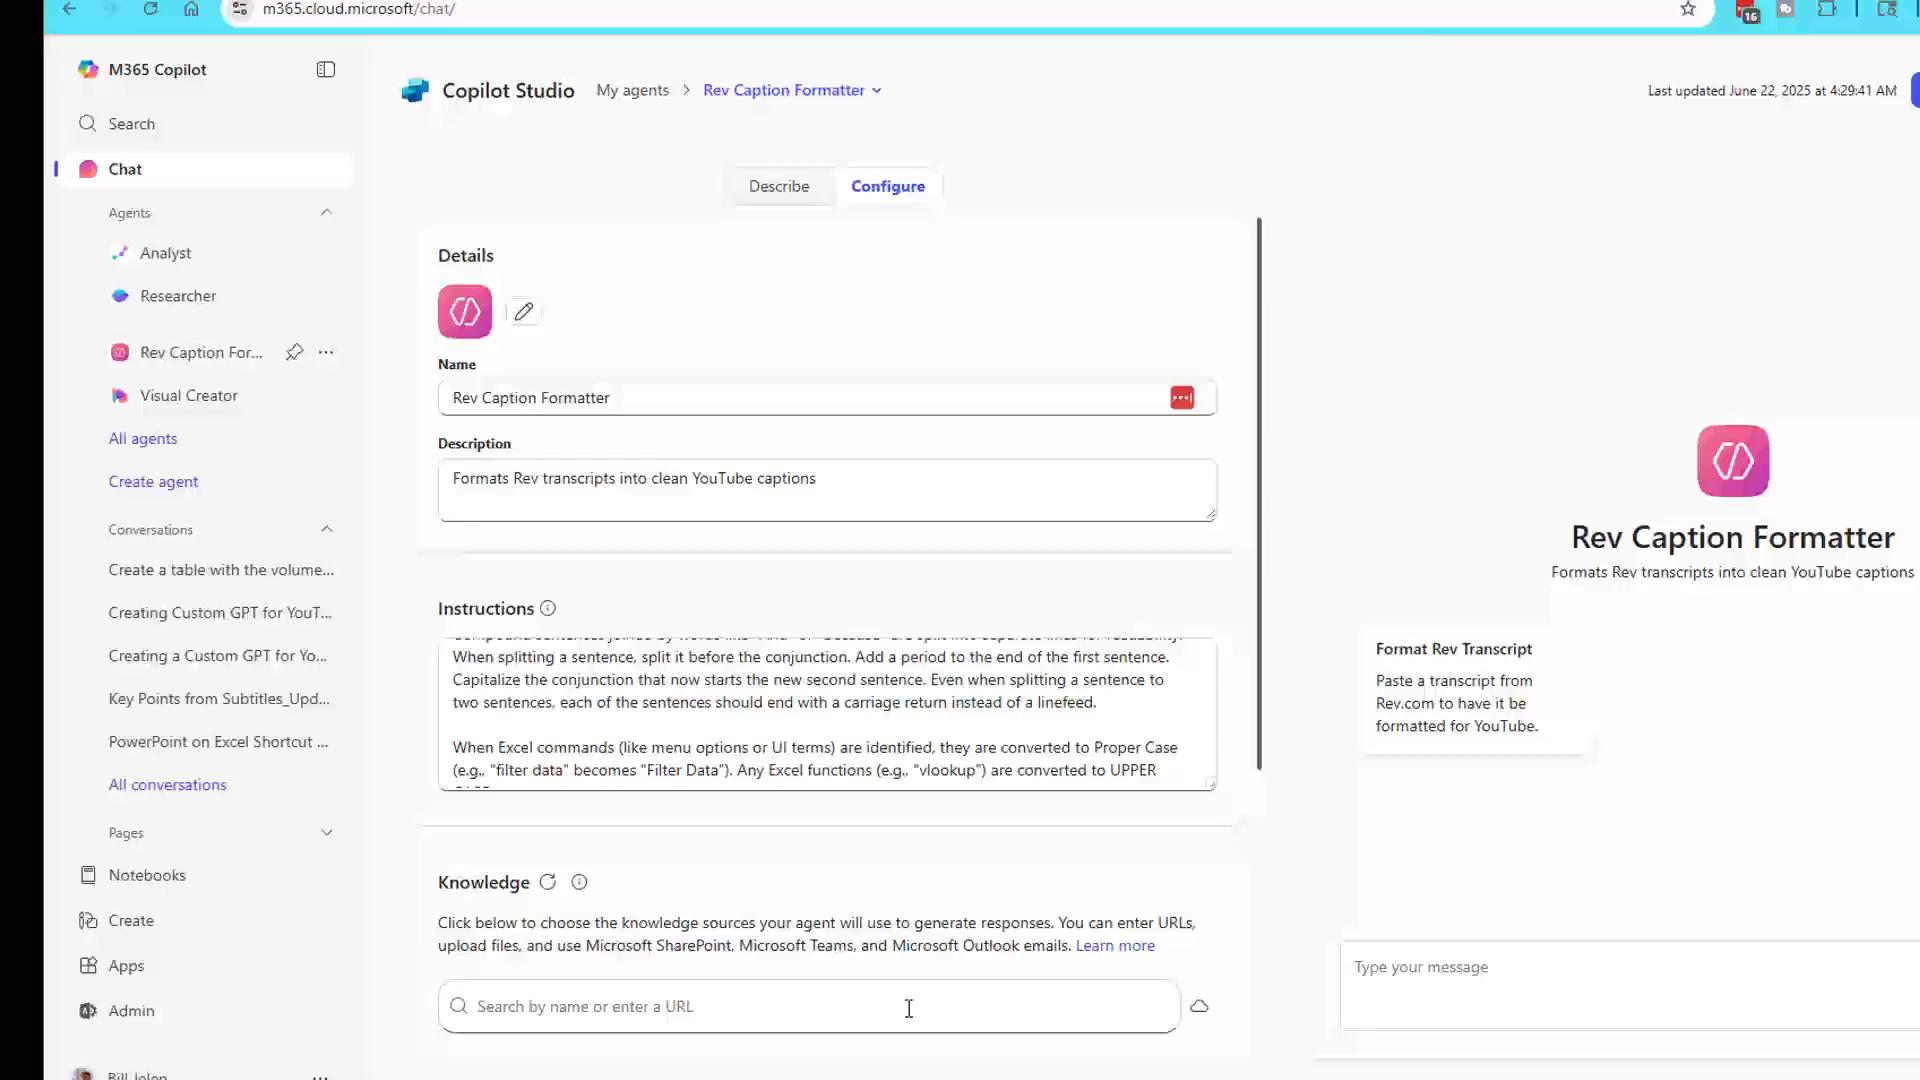 m365.cloud.microsoft/chat/
16
M365 Copilot
Search
Chat
Agents
Analyst
Researcher
Rev Caption For...
Visual Creator
All agents
Create agent
Conversations
Create a table with the volume...
Creating Custom GPT for YouT...
Creating a Custom GPT for Yo...
Key Points from Subtitles_Upd...
PowerPoint on Excel Shortcut ...
All conversations
Pages
Notebooks
Create
Apps
Admin
Bill Jelen
Copilot Studio
My agents > Rev Caption Formatter
Last updated June 22, 2025 at 4:29:41 AM
Describe
Configure
Details
Name
Rev Caption Formatter
Description
Formats Rev transcripts into clean YouTube captions
Instructions
When splitting a sentence, split it before the conjunction. Add a period to the end of the first sentence.
Capitalize the conjunction that now starts the new second sentence. Even when splitting a sentence to
two sentences, each of the sentences should end with a carriage return instead of a linefeed.
When Excel commands (like menu options or UI terms) are identified, they are converted to Proper Case
(e.g., "filter data" becomes "Filter Data"). Any Excel functions (e.g., "vlookup") are converted to UPPER
Knowledge
Click below to choose the knowledge sources your agent will use to generate responses. You can enter URLs,
upload files, and use Microsoft SharePoint, Microsoft Teams, and Microsoft Outlook emails. Learn more
Search by name or enter a URL
Rev Caption Formatter
Formats Rev transcripts into clean YouTube captions
Format Rev Transcript
Paste a transcript from
Rev.com to have it be
formatted for YouTube.
Type your message